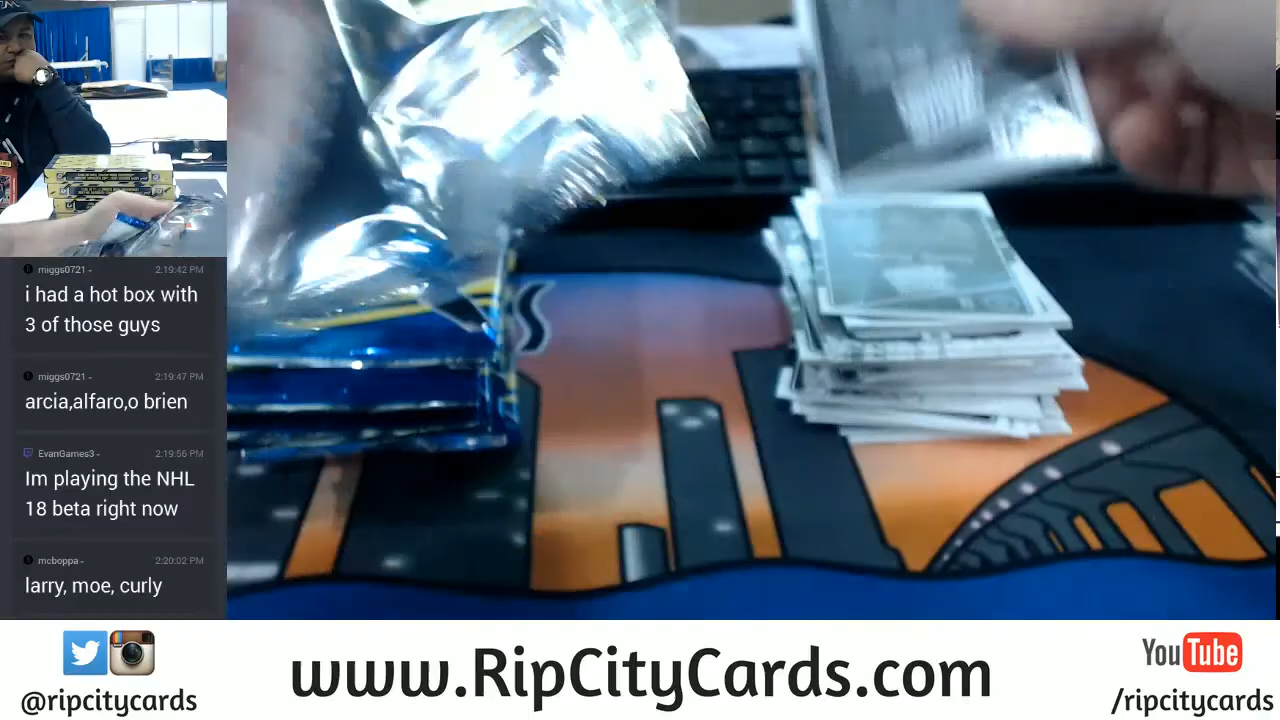 miggs0721 - 2:19:42 PM
i had a hot box with
3 of those guys
miggs0721 - 2:19:47 PM
arcia,alfaro,o brien
EvanGames3 - 2:19:56 PM
Im playing the NHL
18 beta right now
mcboppa - 2:20:02 PM
larry, moe, curly
www.RipCityCards.com
@ripcitycards
YouTube
/ripcitycards